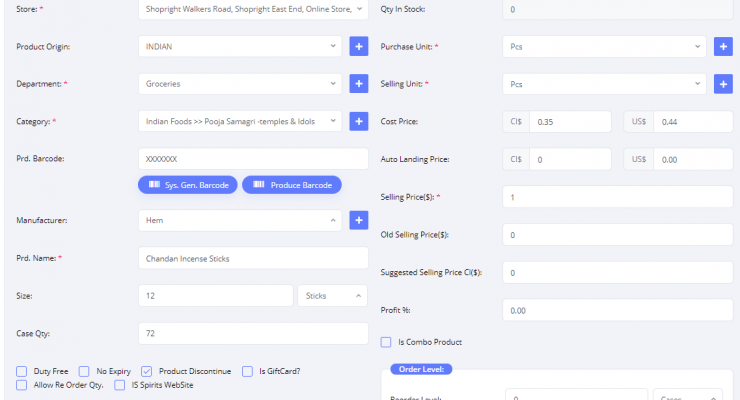 Store: * Shopright Walkers Road, Shopright East End, Online Store,
Product Origin: INDIAN
Department: * Groceries
Category: * Indian Foods >> Pooja Samagri -temples & Idols
Prd. Barcode: XXXXXXX
Sys. Gen. Barcode Produce Barcode
Manufacturer: Hem
Prd. Name: * Chandan Incense Sticks
Size: 12 Sticks
Case Qty: 72
Duty Free No Expiry Product Discontinue Is GiftCard?
Allow Re Order Qty. IS Spirits WebSite
Qty In Stock: 0
Purchase Unit: * Pcs
Selling Unit: * Pcs
Cost Price: CI$ 0.35 US$ 0.44
Auto Landing Price: CI$ 0 US$ 0.00
Selling Price($): * 1
Old Selling Price($): 0
Suggested Selling Price CI($): 0
Profit %: 0.00
Is Combo Product
Order Level:
Reorder Level: 0 Cases